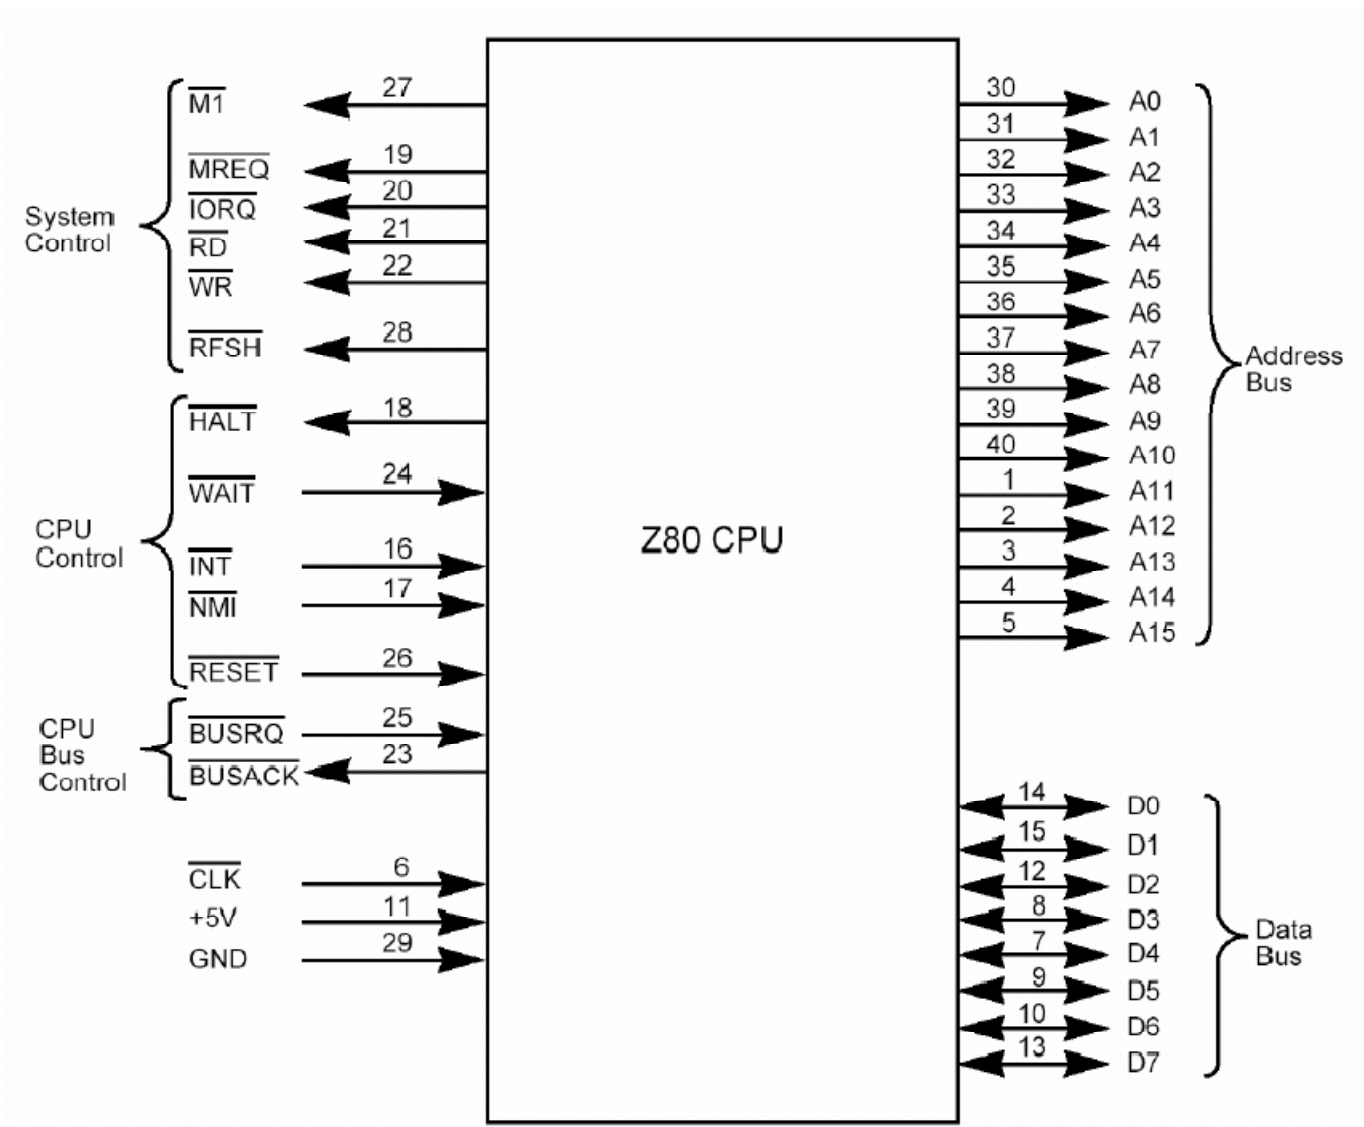 27
M1
19
MREQ
20
IORQ
21
RD
22
WR
28
RFSH
System
Control
18
HALT
24
WAIT
16
INT
17
NMI
26
RESET
CPU
Control
25
BUSRQ
23
BUSACK
CPU
Bus
Control
6
CLK
11
+5V
29
GND
Z80 CPU
30
A0
31
A1
32
A2
33
A3
34
A4
35
A5
36
A6
37
A7
38
A8
39
A9
40
A10
1
A11
2
A12
3
A13
4
A14
5
A15
Address
Bus
14
D0
15
D1
12
D2
8
D3
7
D4
9
D5
10
D6
13
D7
Data
Bus